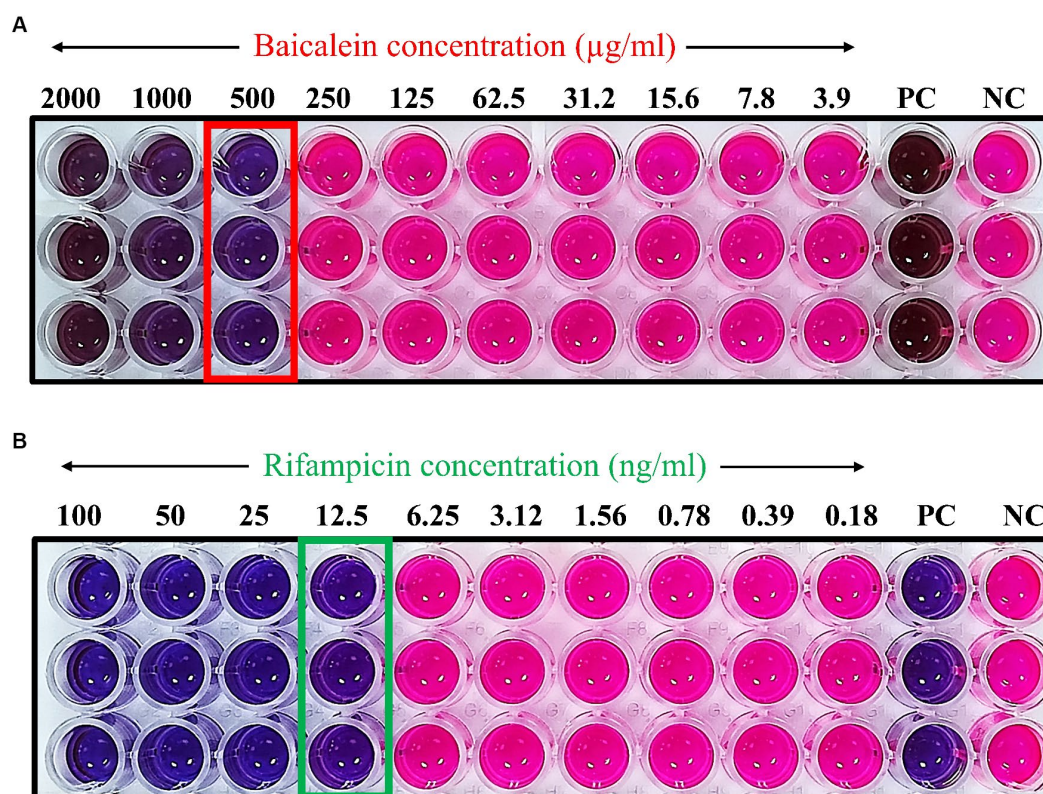 A
Baicalein concentration (µg/ml)
2000 1000 500 250 125 62.5 31.2 15.6 7.8 3.9 PC NC
B
Rifampicin concentration (ng/ml)
100 50 25 12.5 6.25 3.12 1.56 0.78 0.39 0.18 PC NC